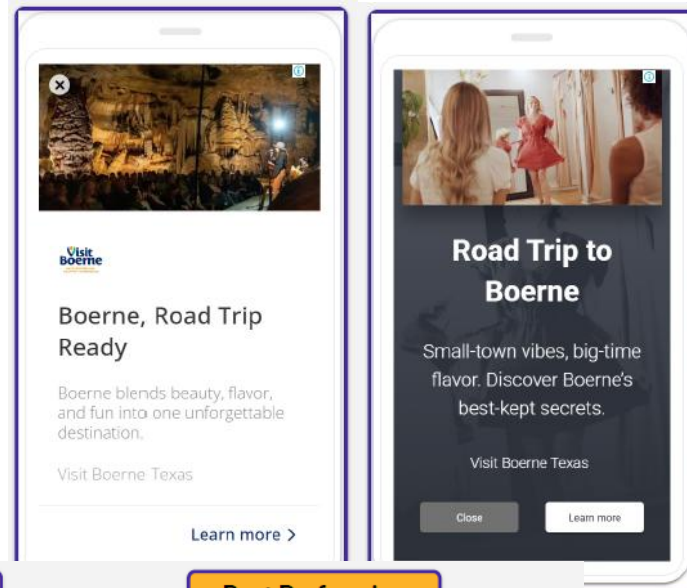 Visit
Boerne
Boerne, Road Trip
Ready
Boerne blends beauty, flavor,
and fun into one unforgettable
destination.
Visit Boerne Texas
Learn more >
Road Trip to
Boerne
Small-town vibes, big-time
flavor. Discover Boerne's
best-kept secrets.
Visit Boerne Texas
Close
Learn more